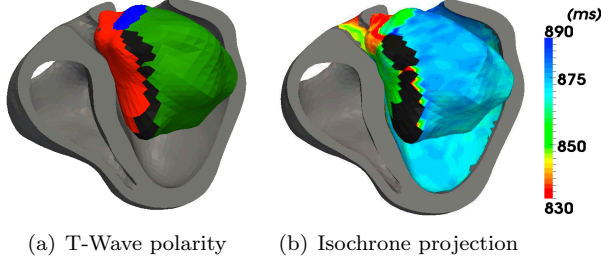 (ms)
890
875
850
830
(a) T-Wave polarity
(b) Isochrone projection